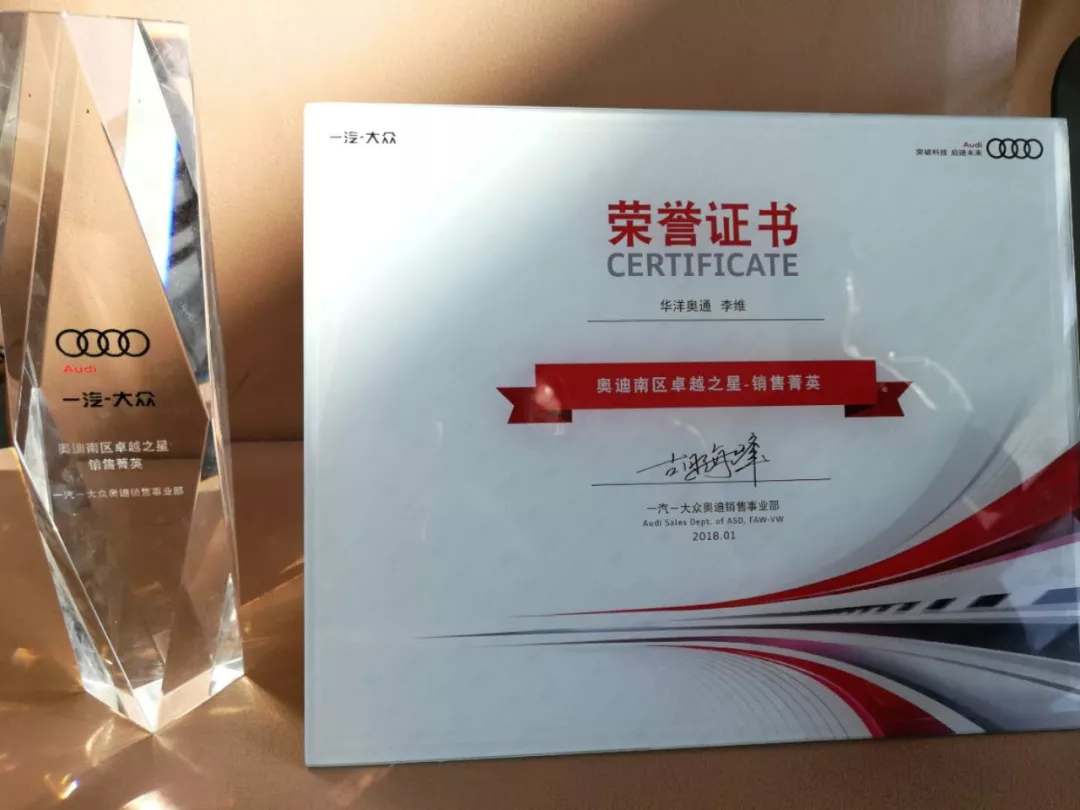 Audi
一汽-大众
奥迪南区卓越之星
销售菁英
一汽一大众奥迪销售事业部
一汽-大众
Audi
突破科技 启迪未来
荣誉证书
CERTIFICATE
华洋奥通 李维
奥迪南区卓越之星-销售菁英
一汽一大众奥迪销售事业部
Audi Sales Dept. of ASD, FAW-VW
2018.01